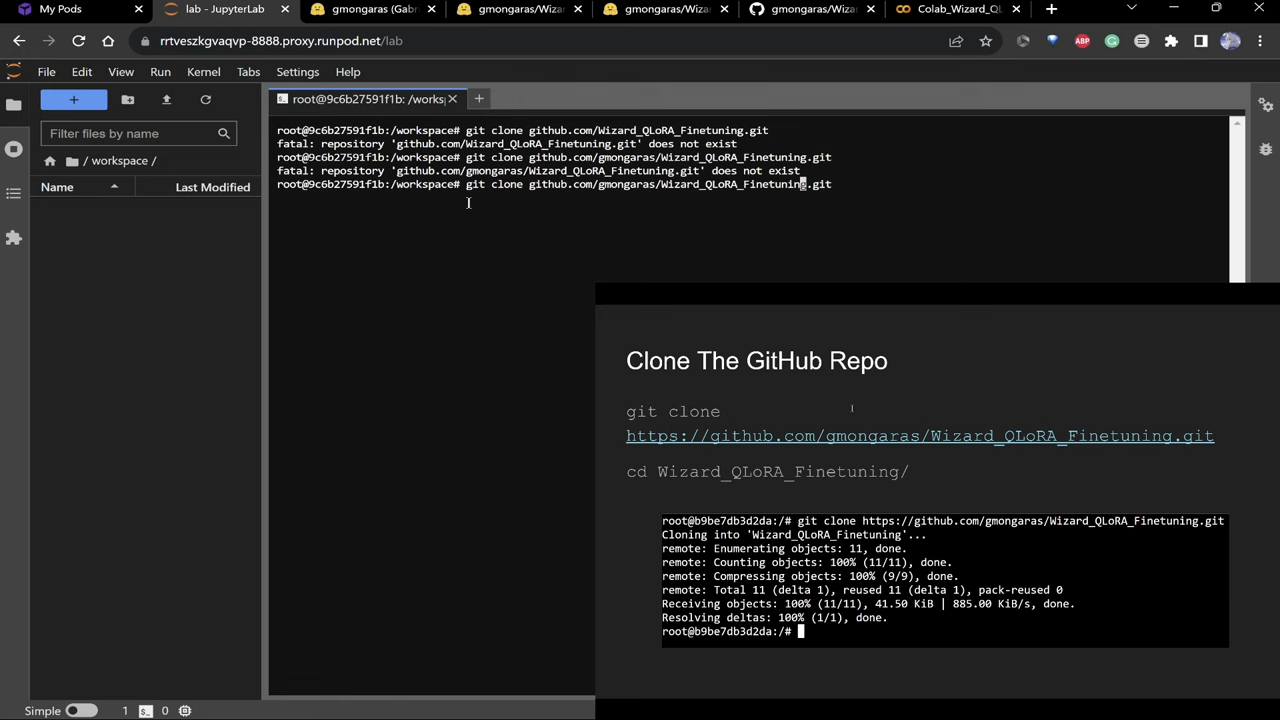 My Pods
lab - JupyterLab
gmongaras (Gabr
gmongaras/Wizar
gmongaras/Wizar
gmongaras/Wizar
Colab_Wizard_QL
rrtveszkgvaqvp-8888.proxy.runpod.net/lab
ABP
File Edit View Run Kernel Tabs Settings Help
root@9c6b27591f1b: /works
Filter files by name
/ workspace /
Name Last Modified
root@9c6b27591f1b:/workspace# git clone github.com/Wizard_QLoRA_Finetuning.git
fatal: repository 'github.com/Wizard_QLoRA_Finetuning.git' does not exist
root@9c6b27591f1b:/workspace# git clone github.com/gmongaras/Wizard_QLoRA_Finetuning.git
fatal: repository 'github.com/gmongaras/Wizard_QLoRA_Finetuning.git' does not exist
root@9c6b27591f1b:/workspace# git clone github.com/gmongaras/Wizard_QLoRA_Finetuning.git
Clone The GitHub Repo
git clone
https://github.com/gmongaras/Wizard_QLoRA_Finetuning.git
cd Wizard_QLoRA_Finetuning/
root@b9be7db3d2da:/# git clone https://github.com/gmongaras/Wizard_QLoRA_Finetuning.git
Cloning into 'Wizard_QLoRA_Finetuning'...
remote: Enumerating objects: 11, done.
remote: Counting objects: 100% (11/11), done.
remote: Compressing objects: 100% (9/9), done.
remote: Total 11 (delta 1), reused 11 (delta 1), pack-reused 0
Receiving objects: 100% (11/11), 41.50 KiB | 885.00 KiB/s, done.
Resolving deltas: 100% (1/1), done.
root@b9be7db3d2da:/#
Simple 1 0